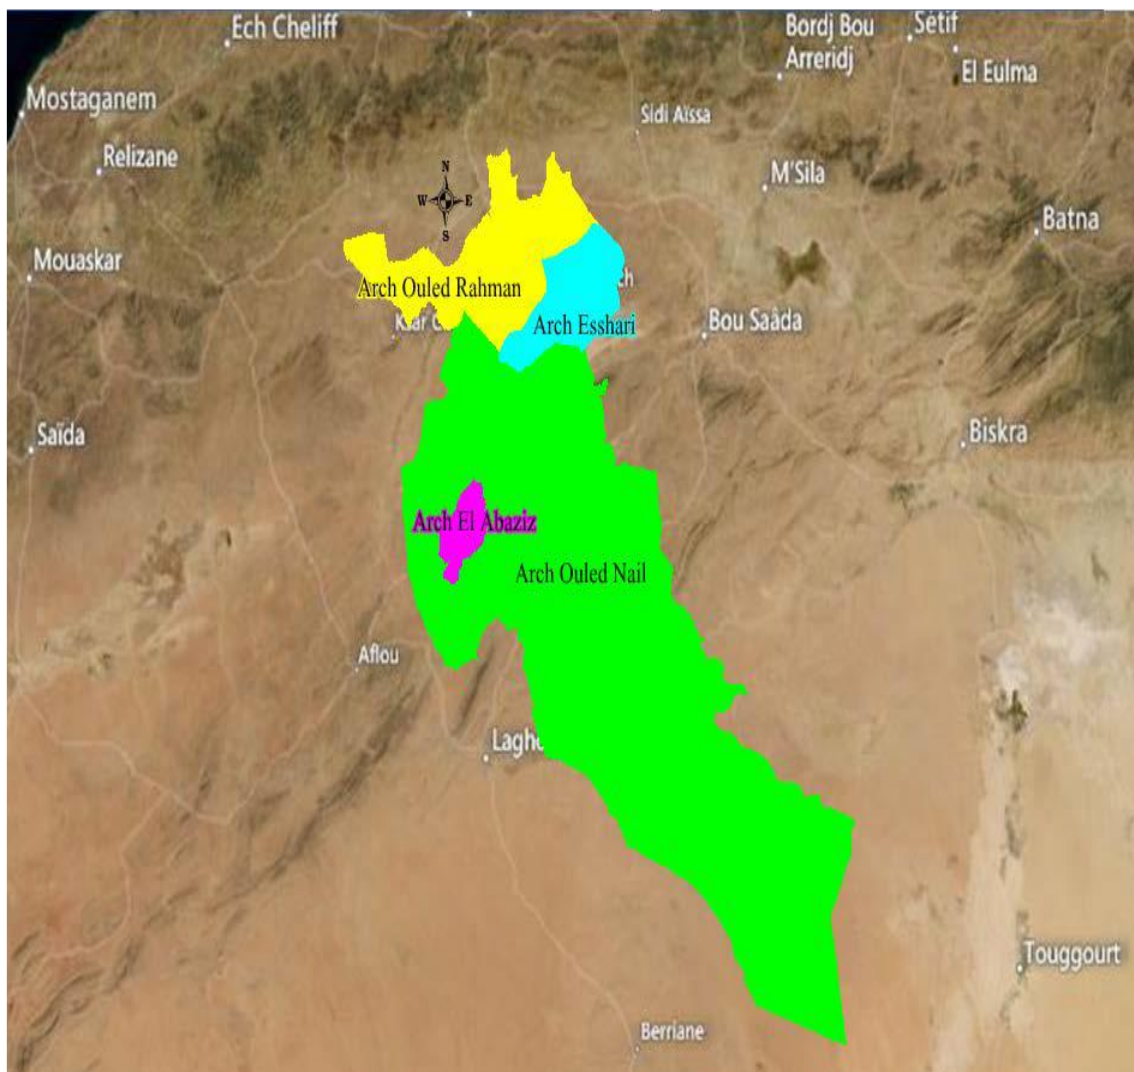 Ech Cheliff
Bordj Bou
Arreridj
Sétif
El Eulma
Mostaganem
Sidi Aïssa
Relizane
N
W E
S
M'Sila
Batna
Mouaskar
Arch Ouled Rahman
Arch Esshari
Bou Saâda
Saïda
Biskra
Arch El Abaziz
Arch Ouled Nail
Aflou
Touggourt
Berriane